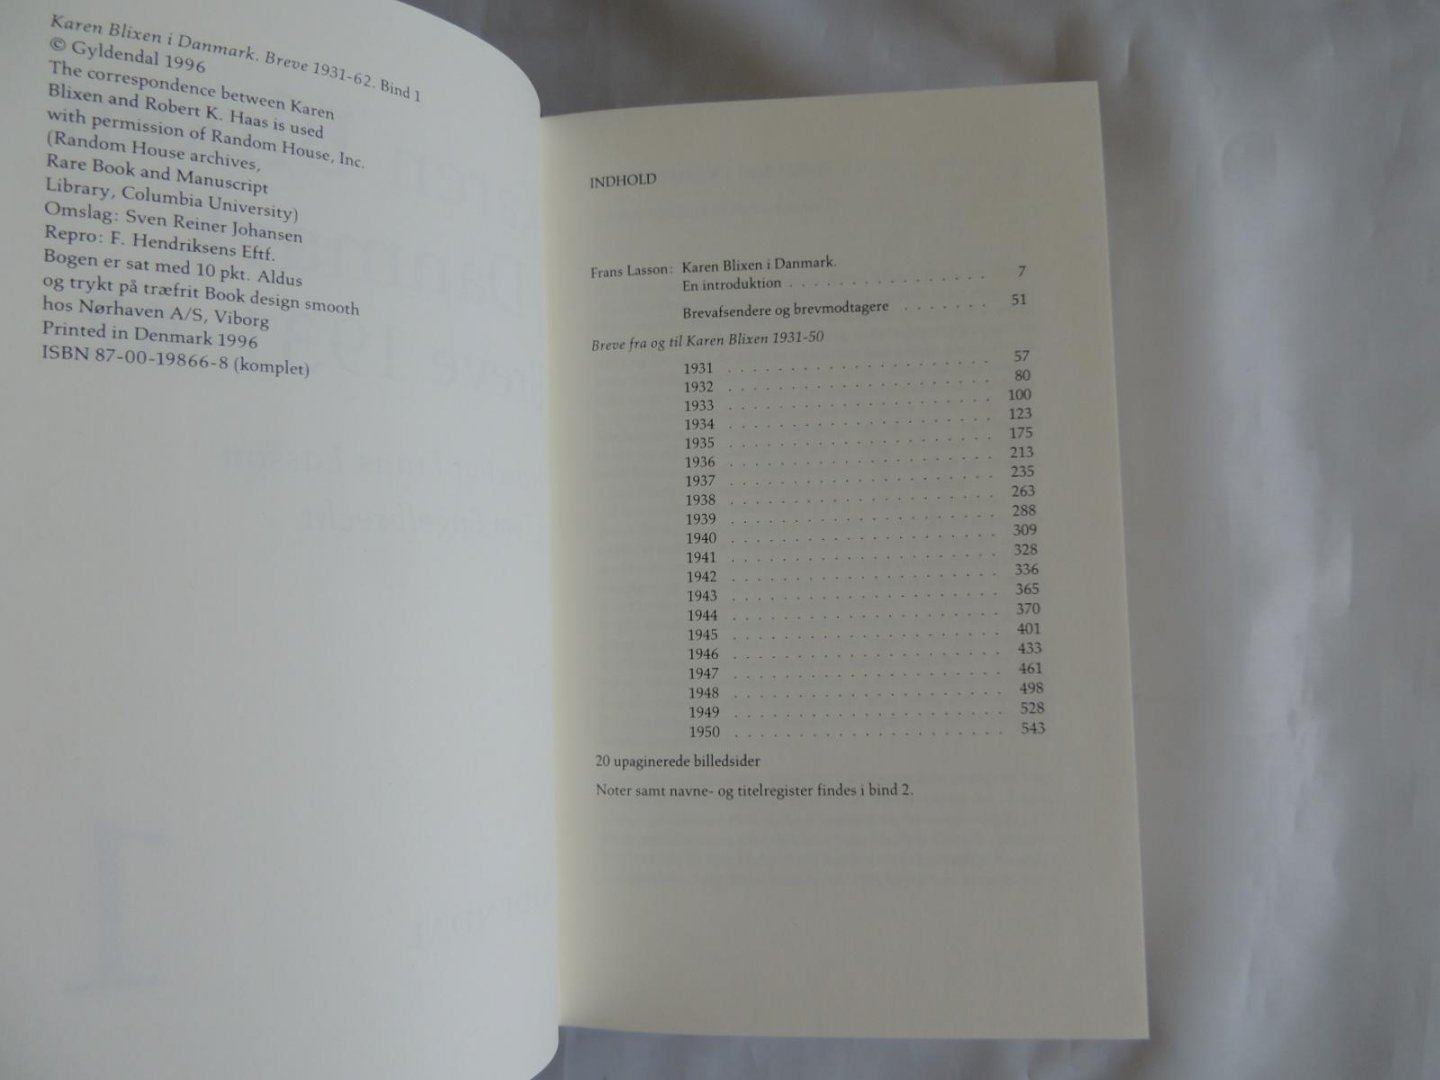 Karen Blixen i Danmark. Breve 1931-62. Bind 1
© Gyldendal 1996
The correspondence between Karen
Blixen and Robert K. Haas is used
with permission of Random House, Inc.
(Random House archives,
Rare Book and Manuscript
Library, Columbia University)
Omslag: Sven Reiner Johansen
Repro: F. Hendriksens Eftf.
Bogen er sat med 10 pkt. Aldus
og trykt på træfrit Book design smooth
hos Nørhaven A/S, Viborg
Printed in Denmark 1996
ISBN 87-00-19866-8 (komplet)
INDHOLD
Frans Lasson: Karen Blixen i Danmark.
En introduktion . . . . . . . . . . . . . . . 7
Brevafsendere og brevmodtagere . . . . . . . 51
Breve fra og til Karen Blixen 1931-50
1931 . . . . . . . . . . . . . . . . . . . . 57
1932 . . . . . . . . . . . . . . . . . . . . 80
1933 . . . . . . . . . . . . . . . . . . . . 100
1934 . . . . . . . . . . . . . . . . . . . . 123
1935 . . . . . . . . . . . . . . . . . . . . 175
1936 . . . . . . . . . . . . . . . . . . . . 213
1937 . . . . . . . . . . . . . . . . . . . . 235
1938 . . . . . . . . . . . . . . . . . . . . 263
1939 . . . . . . . . . . . . . . . . . . . . 288
1940 . . . . . . . . . . . . . . . . . . . . 309
1941 . . . . . . . . . . . . . . . . . . . . 328
1942 . . . . . . . . . . . . . . . . . . . . 336
1943 . . . . . . . . . . . . . . . . . . . . 365
1944 . . . . . . . . . . . . . . . . . . . . 370
1945 . . . . . . . . . . . . . . . . . . . . 401
1946 . . . . . . . . . . . . . . . . . . . . 433
1947 . . . . . . . . . . . . . . . . . . . . 461
1948 . . . . . . . . . . . . . . . . . . . . 498
1949 . . . . . . . . . . . . . . . . . . . . 528
1950 . . . . . . . . . . . . . . . . . . . . 543
20 upaginerede billedsider
Noter samt navne- og titelregister findes i bind 2.